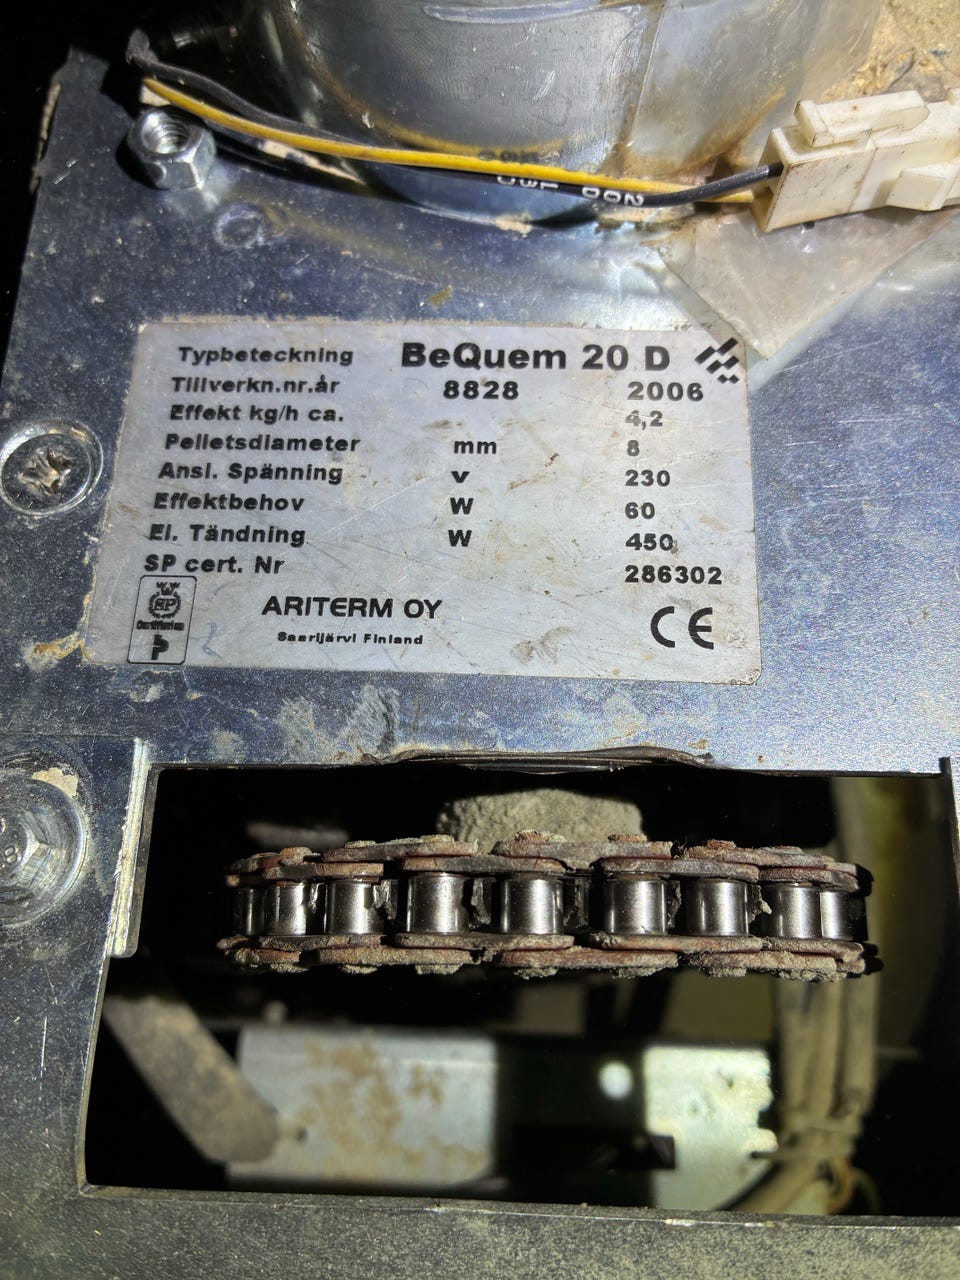 Typbeteckning BeQuem 20 D
Tillverkn.nr.år 8828 2006
Effekt kg/h ca. 4,2
Pelletsdiameter mm 8
Ansl. Spänning v 230
Effektbehov W 60
El. Tändning W 450
SP cert. Nr 286302
SP
ARITERM OY
Saarijärvi Finland
CE